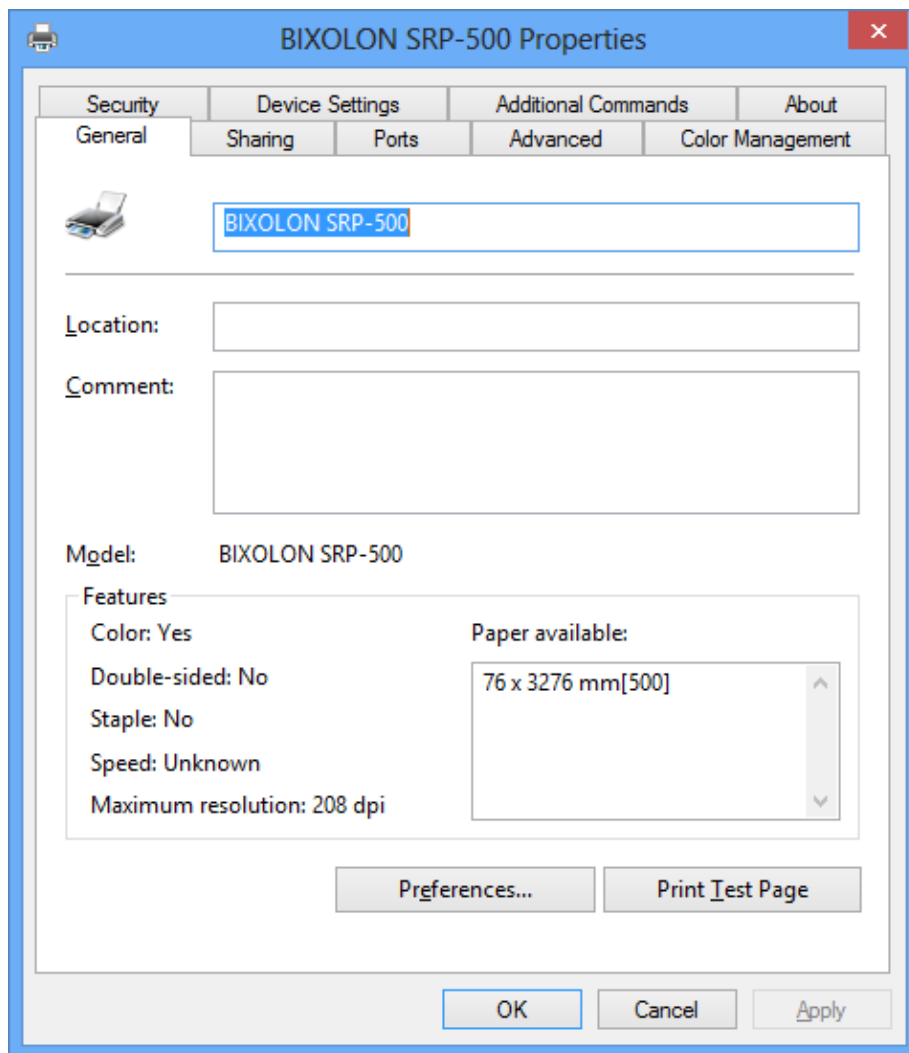 BIXOLON SRP-500 Properties
Security Device Settings Additional Commands About
General Sharing Ports Advanced Color Management
BIXOLON SRP-500
Location:
Comment:
Model: BIXOLON SRP-500
Features
Color: Yes
Paper available:
Double-sided: No
76 x 3276 mm[500]
Staple: No
Speed: Unknown
Maximum resolution: 208 dpi
Preferences... Print Test Page
OK Cancel Apply